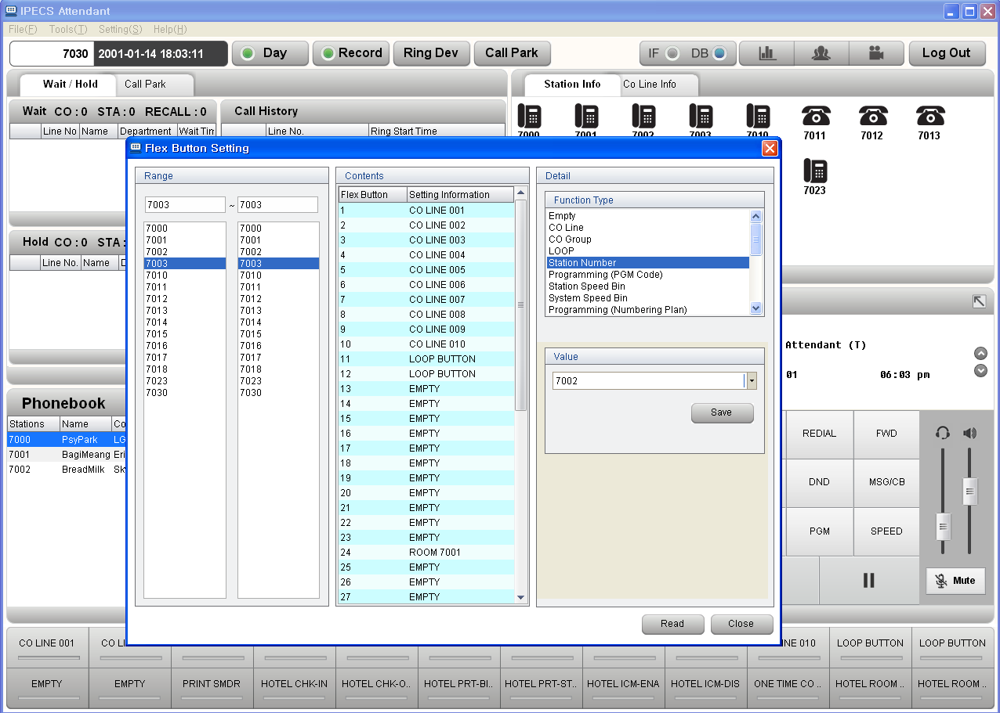 IPECS Attendant
File(F) Tools(T) Setting(S) Help(H)
7030 2001-01-14 18:03:11 Day Record Ring Dev Call Park IF DB Log Out
Wait / Hold Call Park
Station Info Co Line Info
Wait CO : 0 STA : 0 RECALL : 0
Call History
Line No Name Department Wait Tim
Line No. Ring Start Time
7000 7001 7002 7003 7010 7011 7012 7013
7023
Hold CO : 0 STA :
Line No. Name D
Flex Button Setting
Range
7003 ~ 7003
7000 7000
7001 7001
7002 7002
7003 7003
7010 7010
7011 7011
7012 7012
7013 7013
7014 7014
7015 7015
7016 7016
7017 7017
7018 7018
7023 7023
7030 7030
Contents
Flex Button Setting Information
1 CO LINE 001
2 CO LINE 002
3 CO LINE 003
4 CO LINE 004
5 CO LINE 005
6 CO LINE 006
7 CO LINE 007
8 CO LINE 008
9 CO LINE 009
10 CO LINE 010
11 LOOP BUTTON
12 LOOP BUTTON
13 EMPTY
14 EMPTY
15 EMPTY
16 EMPTY
17 EMPTY
18 EMPTY
19 EMPTY
20 EMPTY
21 EMPTY
22 EMPTY
23 EMPTY
24 ROOM 7001
25 EMPTY
26 EMPTY
27 EMPTY
Detail
Function Type
Empty
CO Line
CO Group
LOOP
Station Number
Programming (PGM Code)
Station Speed Bin
System Speed Bin
Programming (Numbering Plan)
Value
7002
Save
Read Close
Attendant (T)
01 06:03 pm
REDIAL FWD
DND MSG/CB
PGM SPEED
Mute
Phonebook
Stations Name Co
7000 PsyPark LG
7001 BagiMeang Eri
7002 BreadMilk Sk
CO LINE 001 CO LI NE 010 LOOP BUTTON LOOP BUTTON
EMPTY EMPTY PRINT SMDR HOTEL CHK-IN HOTEL CHK-O.. HOTEL PRT-BI.. HOTEL PRT-ST.. HOTEL ICM-ENA HOTEL ICM-DIS ONE TIME CO .. HOTEL ROOM .. HOTEL ROOM ..